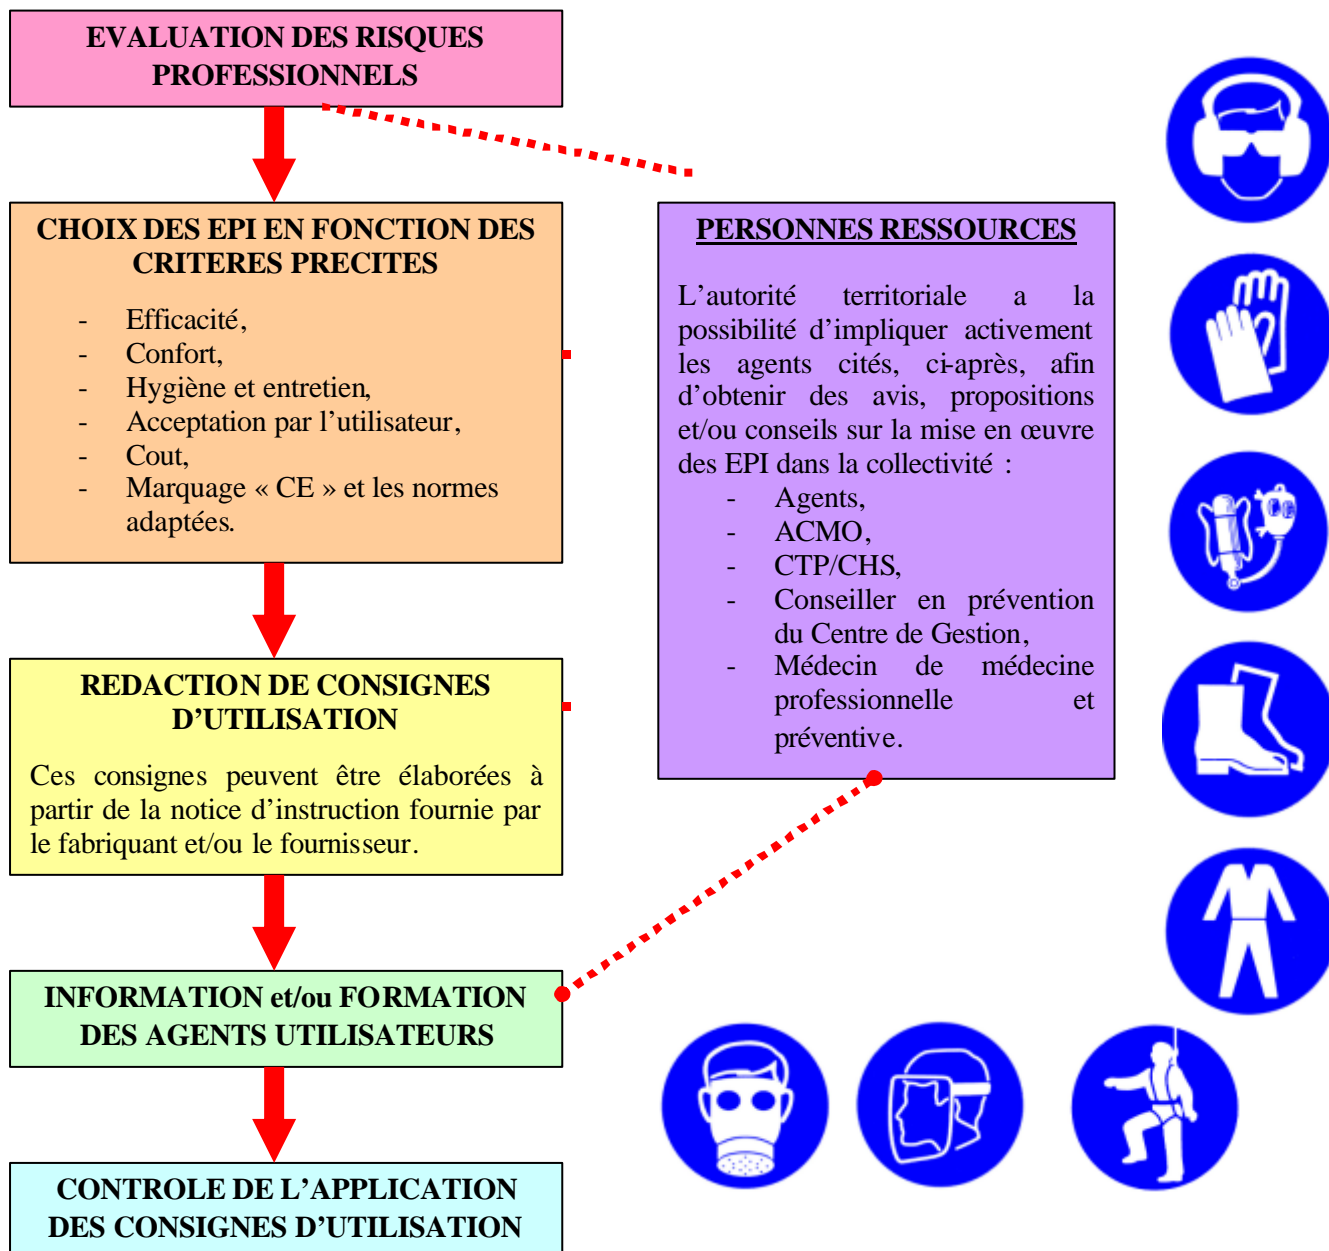 EVALUATION DES RISQUES
PROFESSIONNELS
CHOIX DES EPI EN FONCTION DES
CRITERES PRECITES
- Efficacité,
- Confort,
- Hygiène et entretien,
- Acceptation par l’utilisateur,
- Cout,
- Marquage « CE » et les normes
adaptées.
REDACTION DE CONSIGNES
D’UTILISATION
Ces consignes peuvent être élaborées à
partir de la notice d’instruction fournie par
le fabriquant et/ou le fournisseur.
INFORMATION et/ou FORMATION
DES AGENTS UTILISATEURS
CONTROLE DE L’APPLICATION
DES CONSIGNES D’UTILISATION
PERSONNES RESSOURCES
L’autorité territoriale a la
possibilité d’impliquer activement
les agents cités, ci-après, afin
d’obtenir des avis, propositions
et/ou conseils sur la mise en œuvre
des EPI dans la collectivité :
- Agents,
- ACMO,
- CTP/CHS,
- Conseiller en prévention
du Centre de Gestion,
- Médecin de médecine
professionnelle et
préventive.